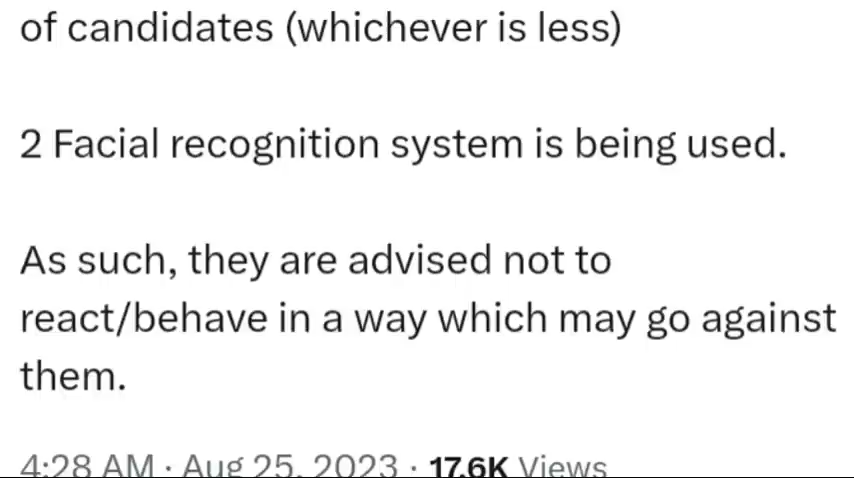 of candidates (whichever is less)
2 Facial recognition system is being used.
As such, they are advised not to
react/behave in a way which may go against
them.
4:28 AM · Aug 25, 2023 · 17.6K Views